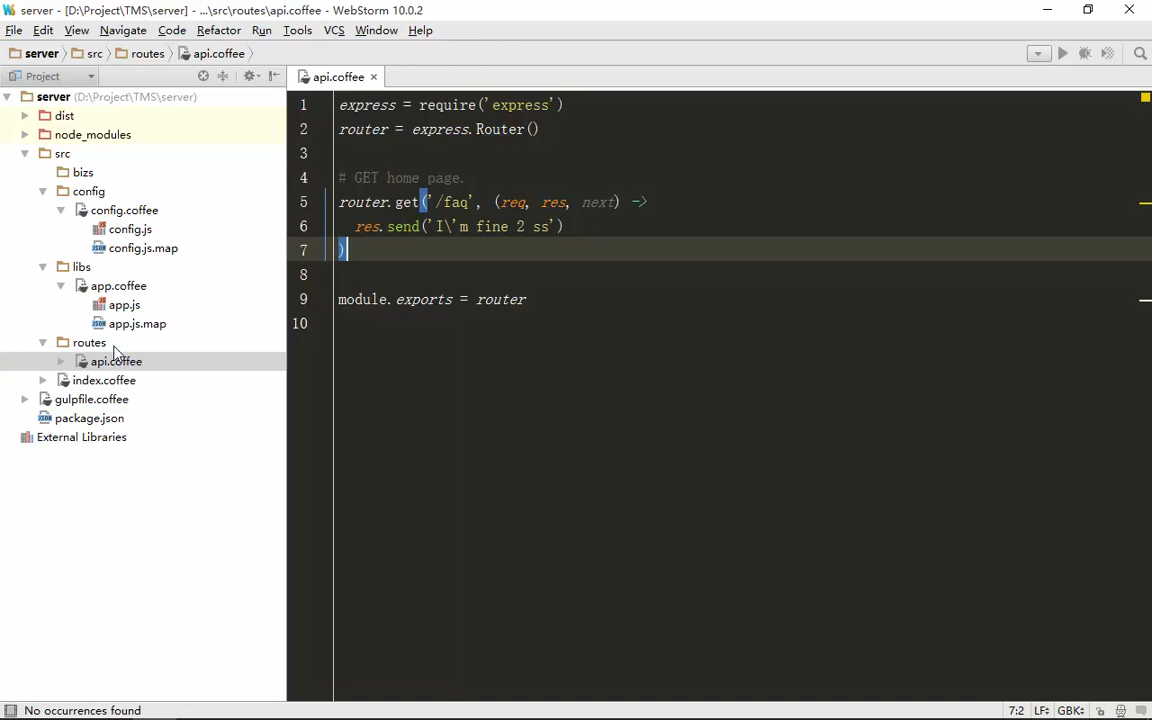 server - [D:\Project\TMS\server] - ...\src\routes\api.coffee - WebStorm 10.0.2
File Edit View Navigate Code Refactor Run Tools VCS Window Help
server src routes api.coffee
Project
api.coffee
server (D:\Project\TMS\server)
dist
node_modules
src
bizs
config
config.coffee
config.js
config.js.map
libs
app.coffee
app.js
app.js.map
routes
api.coffee
index.coffee
gulpfile.coffee
package.json
External Libraries
1 express = require('express')
2 router = express.Router()
3
4 # GET home page.
5 router.get('/faq', (req, res, next) ->
6 res.send('I\'m fine 2 ss')
7 )
8
9 module.exports = router
10
No occurrences found 7:2 LF÷ GBK÷